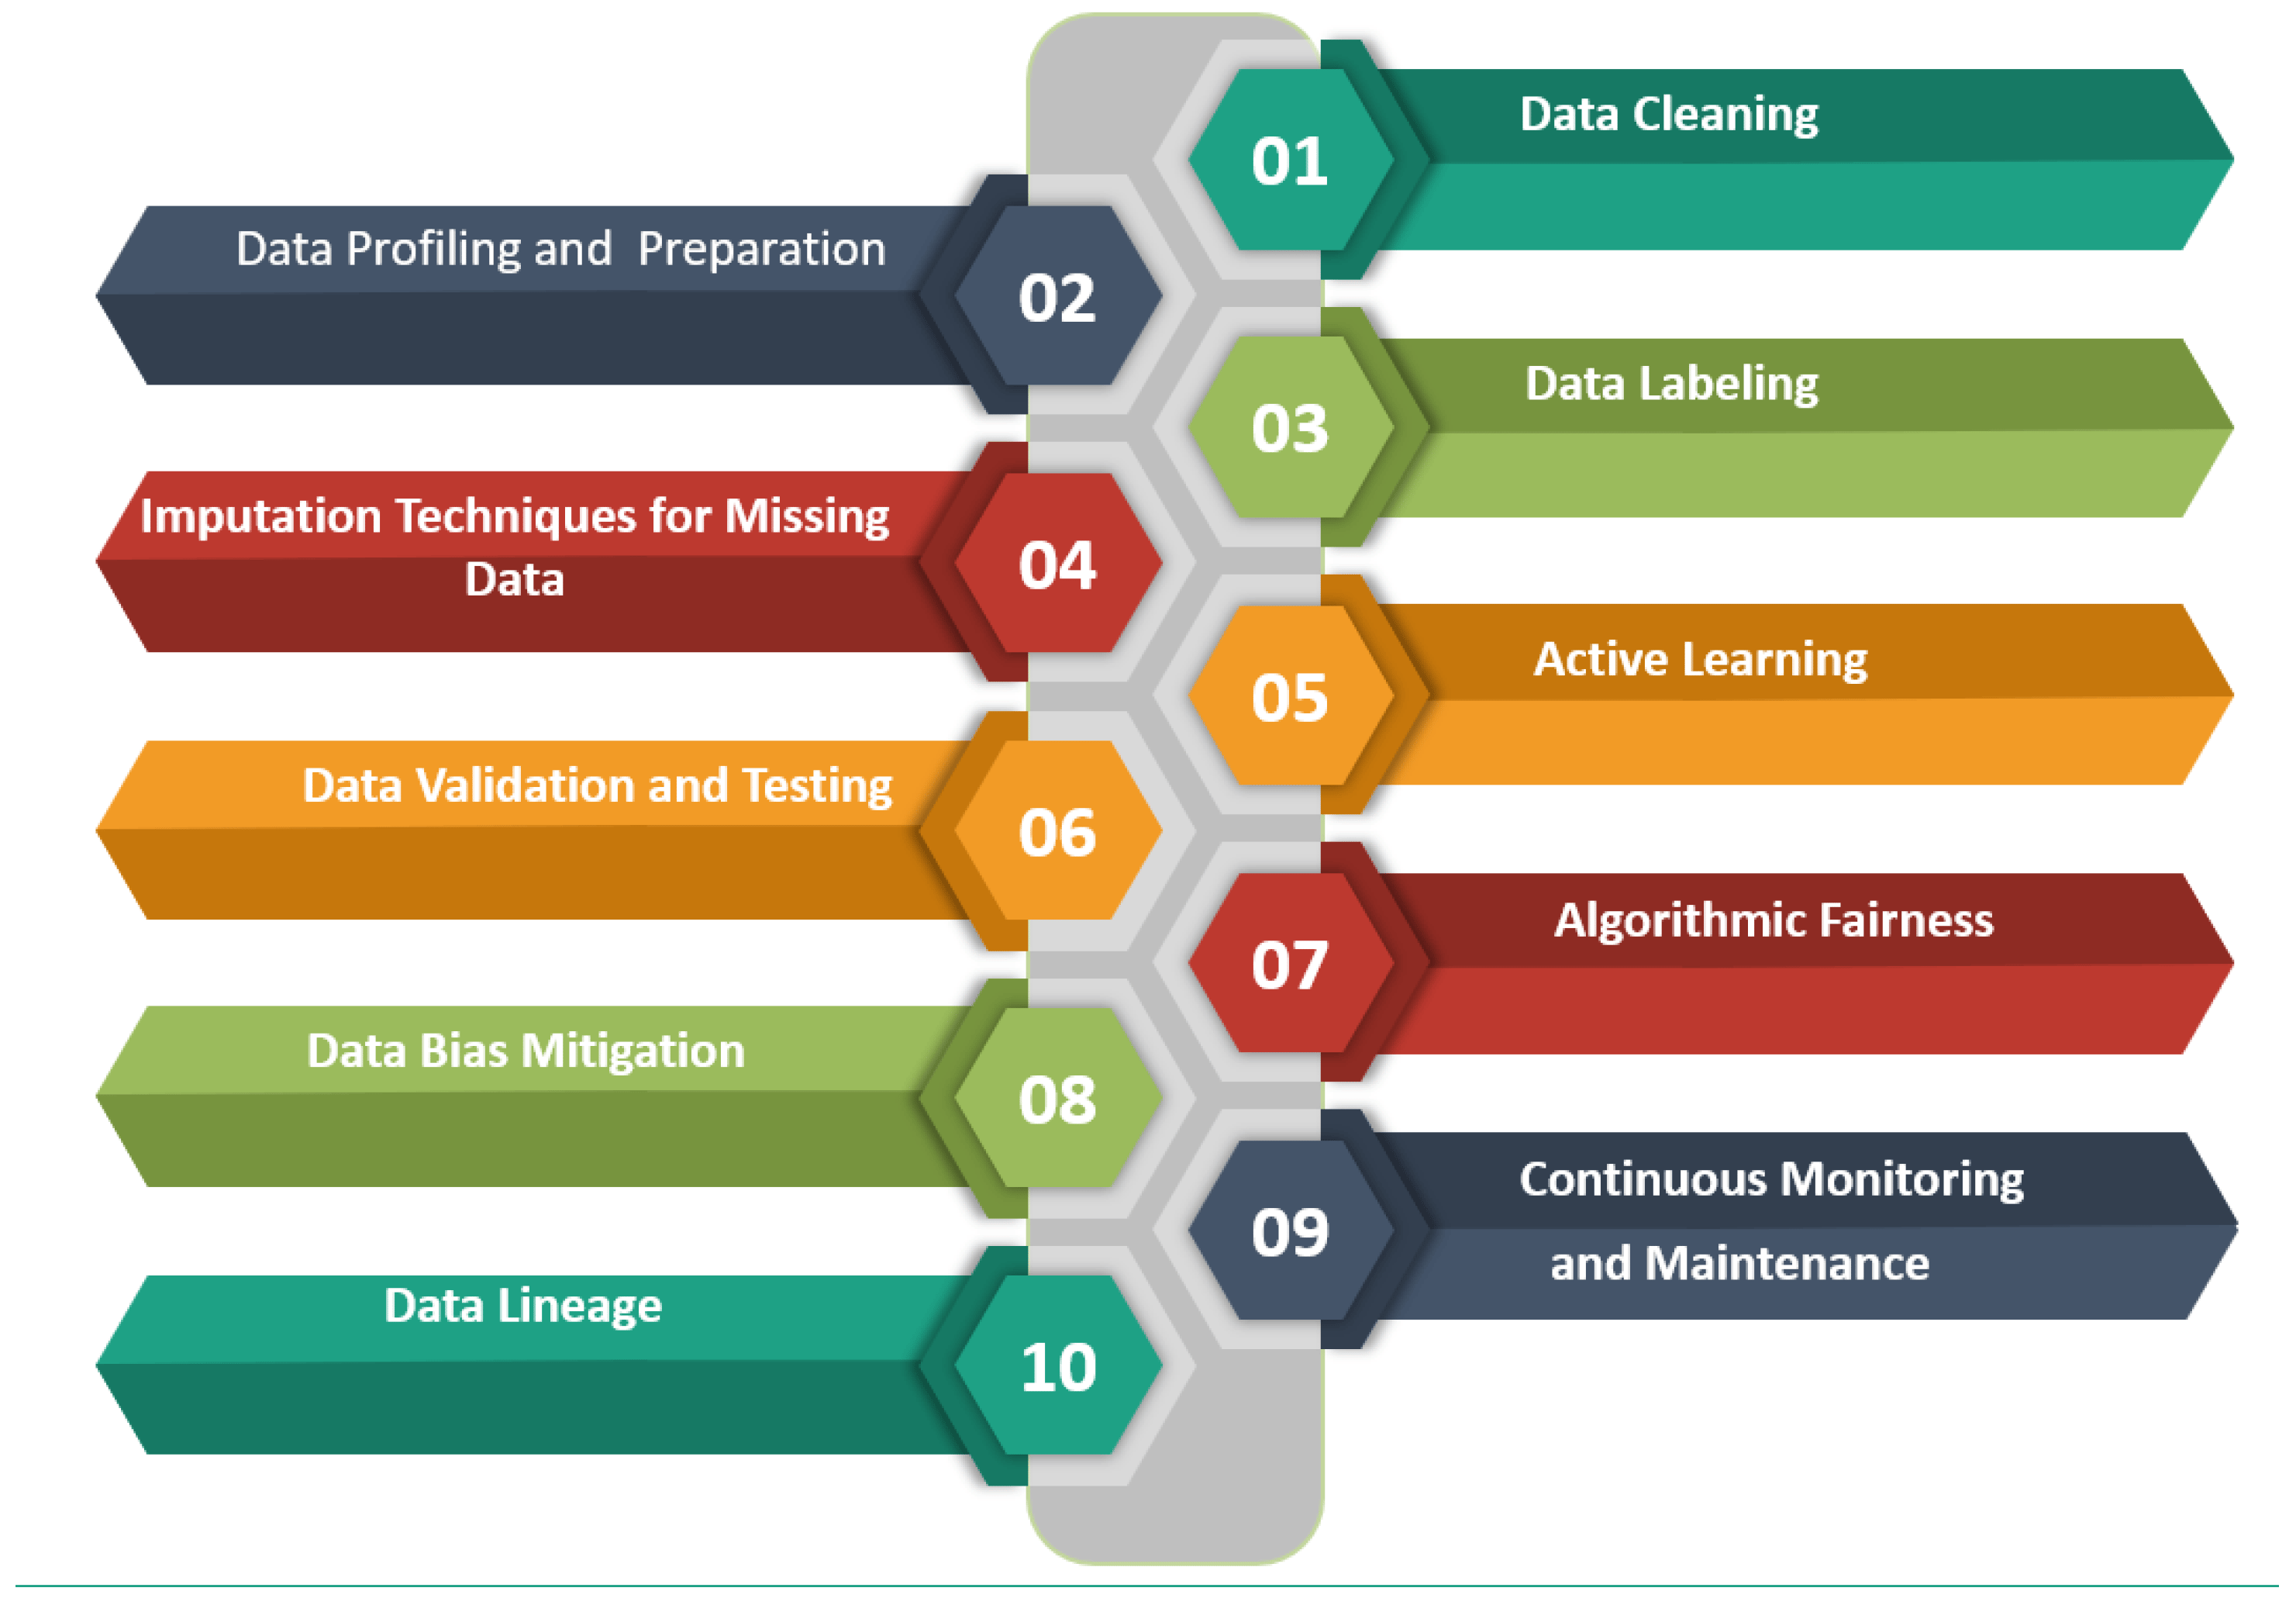 01
Data Cleaning
Data Profiling and Preparation
02
03
Data Labeling
Imputation Techniques for Missing
Data
04
05
Active Learning
Data Validation and Testing
06
07
Algorithmic Fairness
Data Bias Mitigation
08
09
Continuous Monitoring
and Maintenance
Data Lineage
10